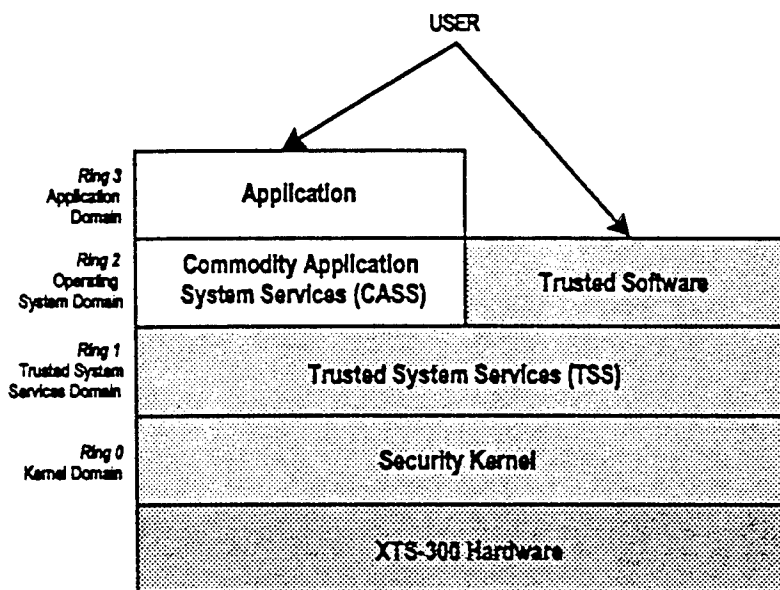 USER
Ring 3
Application
Domain
Application
Ring 2
Operating
System Domain
Commodity Application
System Services (CASS)
Trusted Software
Ring 1
Trusted System
Services Domain
Trusted System Services (TSS)
Ring 0
Kernel Domain
Security Kernel
XTS-300 Hardware